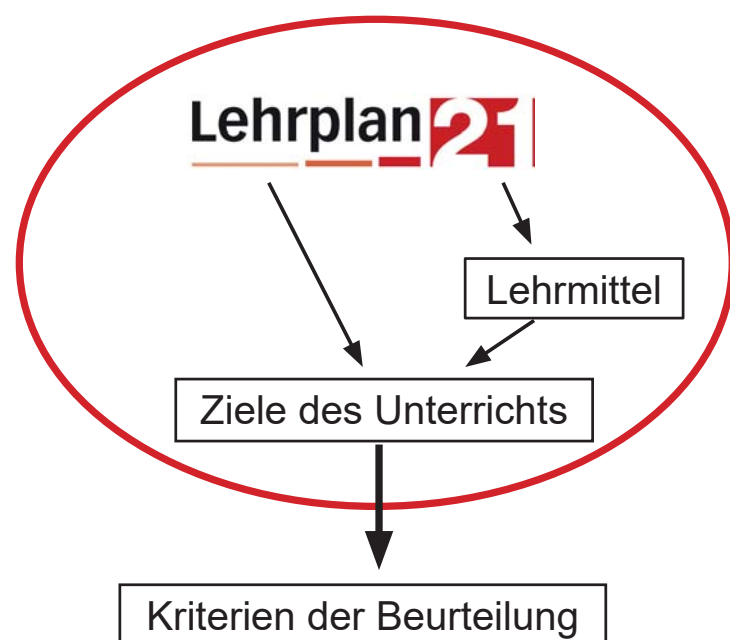 Lehrplan 21
Lehrmittel
Ziele des Unterrichts
Kriterien der Beurteilung